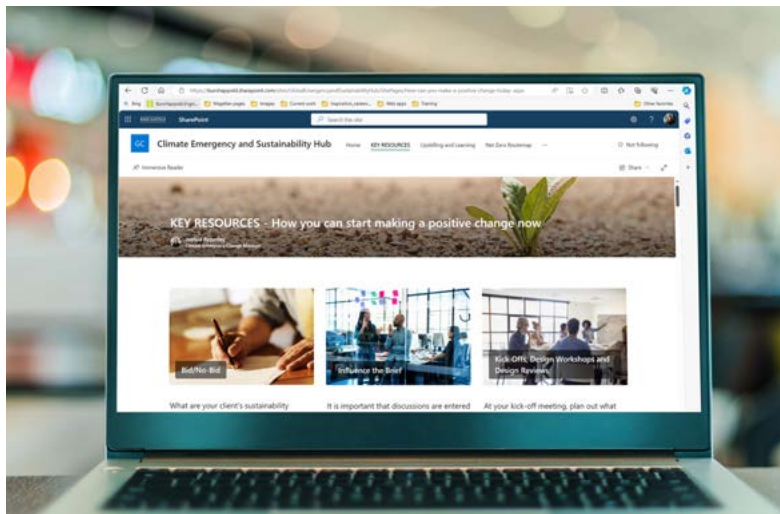 SharePoint
Search this site
GC
Climate Emergency and Sustainability Hub
Home
KEY RESOURCES
Upskilling and Learning
Net Zero Routemap
Not following
Immersive Reader
Share
KEY RESOURCES - How you can start making a positive change now
Bid/No-Bid
Influence the Brief
Kick-Offs, Design Workshops and
Design Reviews
What are your client's sustainability
It is important that discussions are entered
At your kick-off meeting, plan out what